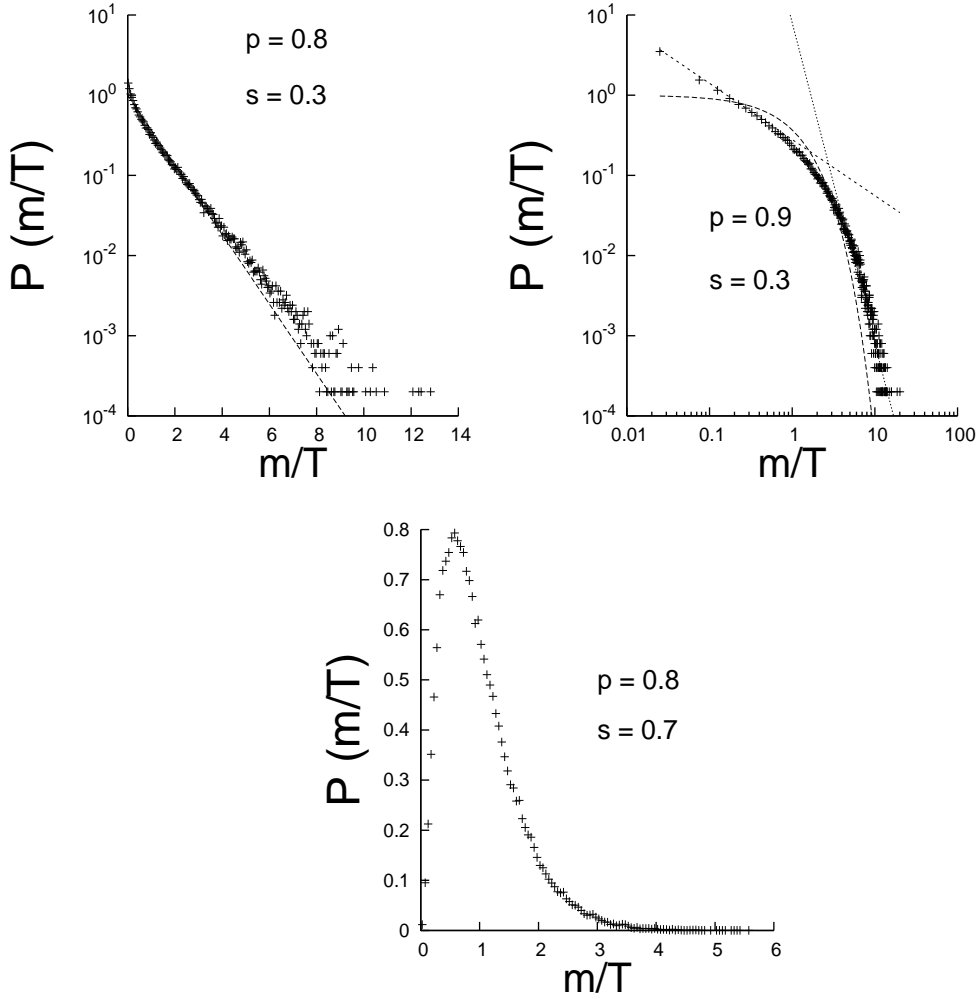 10^1
10^0
10^-1
10^-2
10^-3
10^-4
P (m/T)
p = 0.8
s = 0.3
0 2 4 6 8 10 12 14
m/T
10^1
10^0
10^-1
10^-2
10^-3
10^-4
P (m/T)
p = 0.9
s = 0.3
0.01 0.1 1 10 100
m/T
0.8
0.7
0.6
0.5
0.4
0.3
0.2
0.1
0
P (m/T)
p = 0.8
s = 0.7
0 1 2 3 4 5 6
m/T